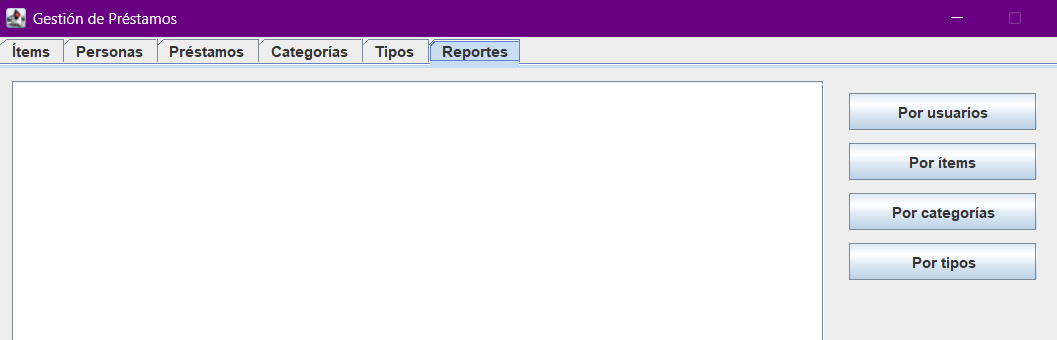 Gestión de Préstamos
Ítems Personas Préstamos Categorías Tipos Reportes
Por usuarios
Por ítems
Por categorías
Por tipos